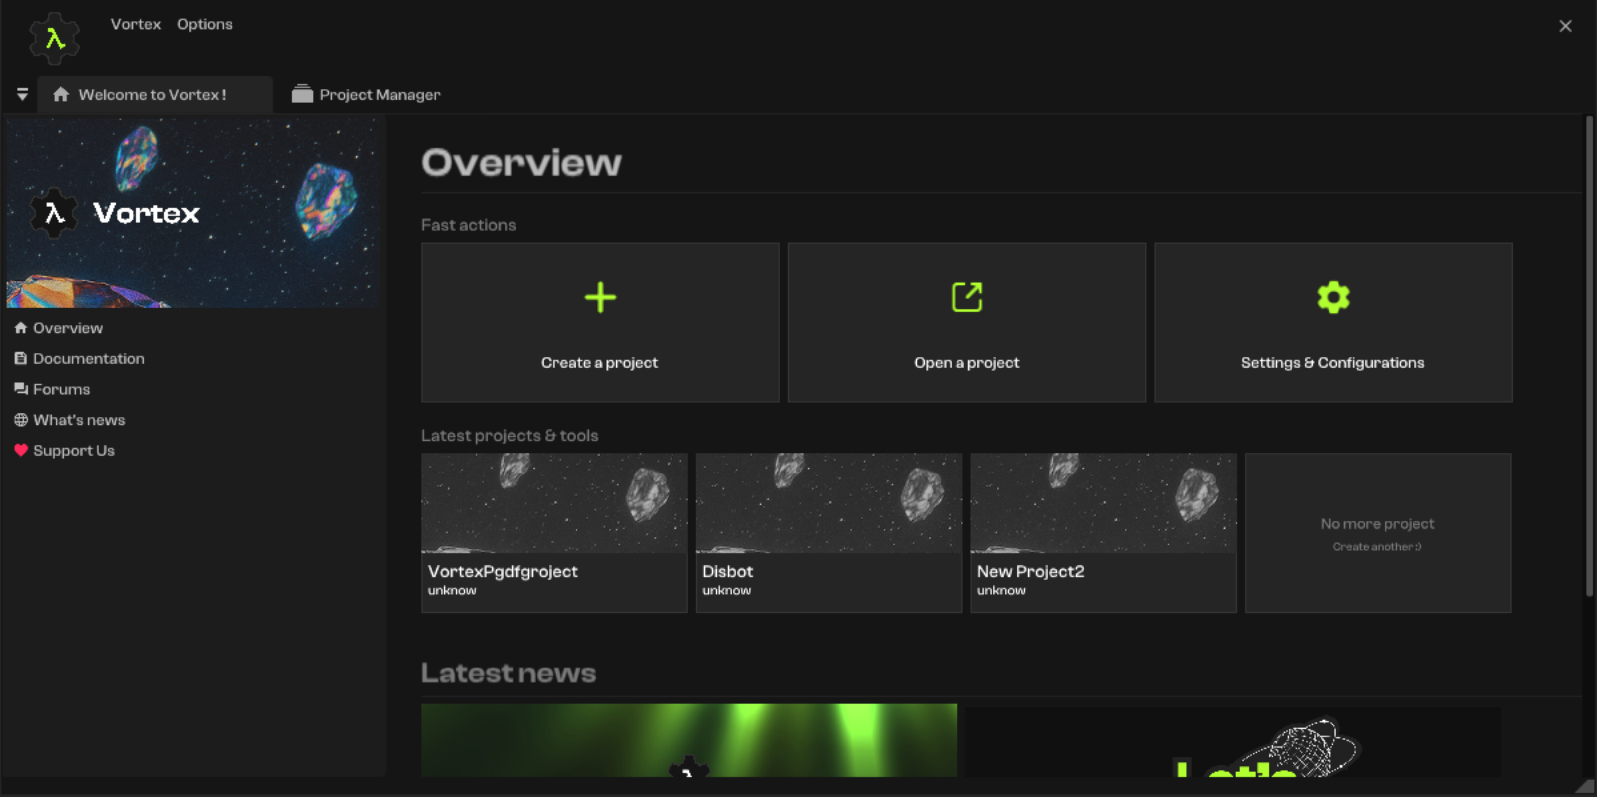 Vortex Options
Welcome to Vortex !
Project Manager
λ Vortex
Overview
Documentation
Forums
What's news
Support Us
Overview
Fast actions
Create a project
Open a project
Settings & Configurations
Latest projects & tools
VortexPgdfgroject
unknow
Disbot
unknow
New Project2
unknow
No more project
Create another :)
Latest news
Let's